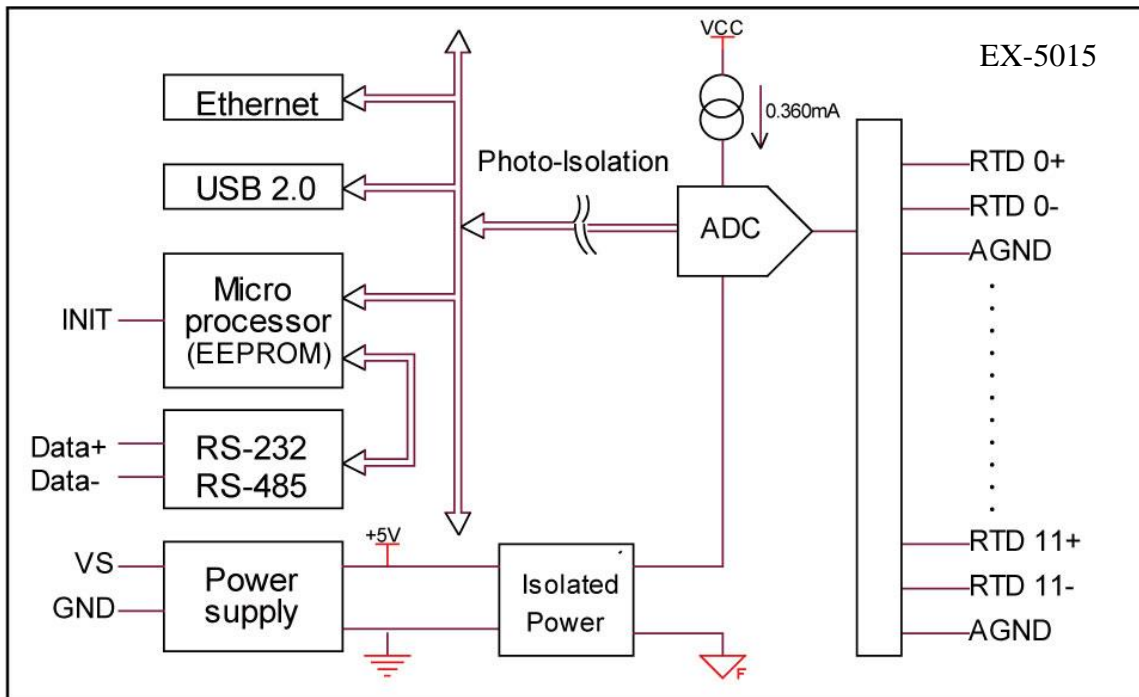 EX-5015
VCC
0.360mA
Ethernet
USB 2.0
Photo-Isolation
ADC
RTD 0+
RTD 0-
AGND
INIT
Micro
processor
(EEPROM)
Data+
Data-
RS-232
RS-485
+5V
VS
GND
Power
supply
Isolated
Power
F
RTD 11+
RTD 11-
AGND